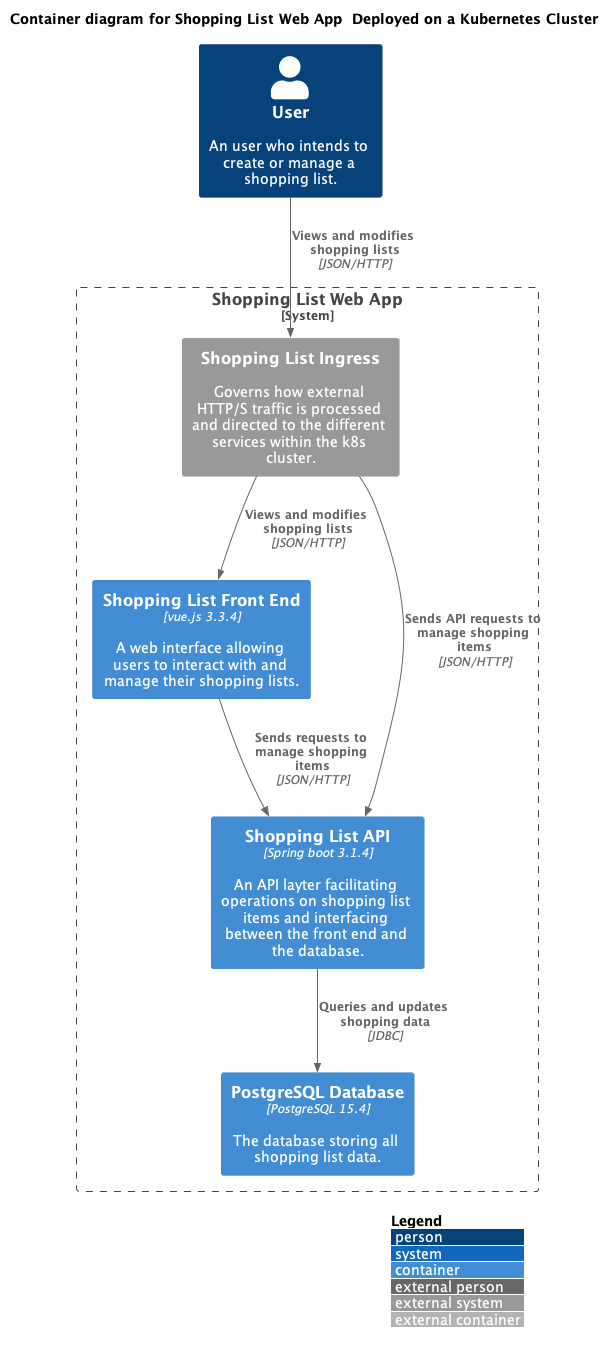 Container diagram for Shopping List Web App  Deployed on a Kubernetes Cluster
User
An user who intends to
create or manage a
shopping list.
Views and modifies
shopping lists
[JSON/HTTP]
Shopping List Web App
[System]
Shopping List Ingress
Governs how external
HTTP/S traffic is processed
and directed to the different
services within the k8s
cluster.
Views and modifies
shopping lists
[JSON/HTTP]
Shopping List Front End
[vue.js 3.3.4]
A web interface allowing
users to interact with and
manage their shopping lists.
Sends API requests to
manage shopping
items
[JSON/HTTP]
Sends requests to
manage shopping
items
[JSON/HTTP]
Shopping List API
[Spring boot 3.1.4]
An API layter facilitating
operations on shopping list
items and interfacing
between the front end and
the database.
Queries and updates
shopping data
[JDBC]
PostgreSQL Database
[PostgreSQL 15.4]
The database storing all
shopping list data.
Legend
person
system
container
external person
external system
external container